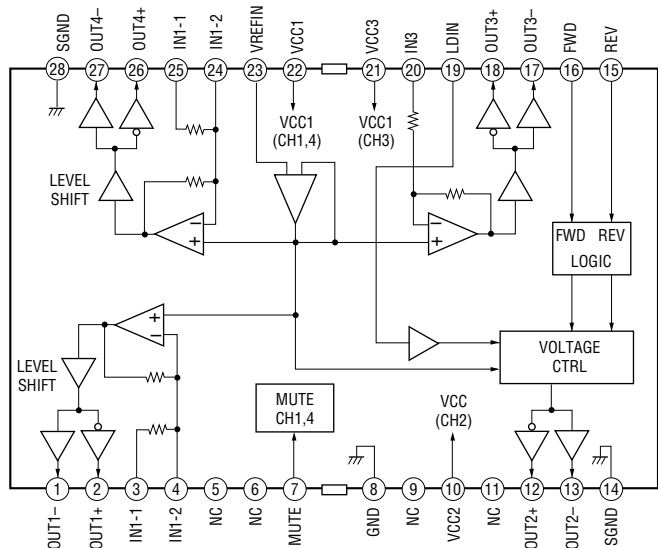 SGND
OUT4−
OUT4+
IN1-1
IN1-2
VREFIN
VCC1
VCC3
IN3
LDIN
OUT3+
OUT3−
FWD
REV
28
27
26
25
24
23
22
21
20
19
18
17
16
15
VCC1
(CH1,4)
VCC1
(CH3)
LEVEL
SHIFT
−
+
−
+
FWD REV
LOGIC
+
−
LEVEL
SHIFT
VOLTAGE
CTRL
MUTE
CH1,4
VCC
(CH2)
1
2
3
4
5
6
7
8
9
10
11
12
13
14
OUT1−
OUT1+
IN1-1
IN1-2
NC
NC
MUTE
GND
NC
VCC2
NC
OUT2+
OUT2−
SGND